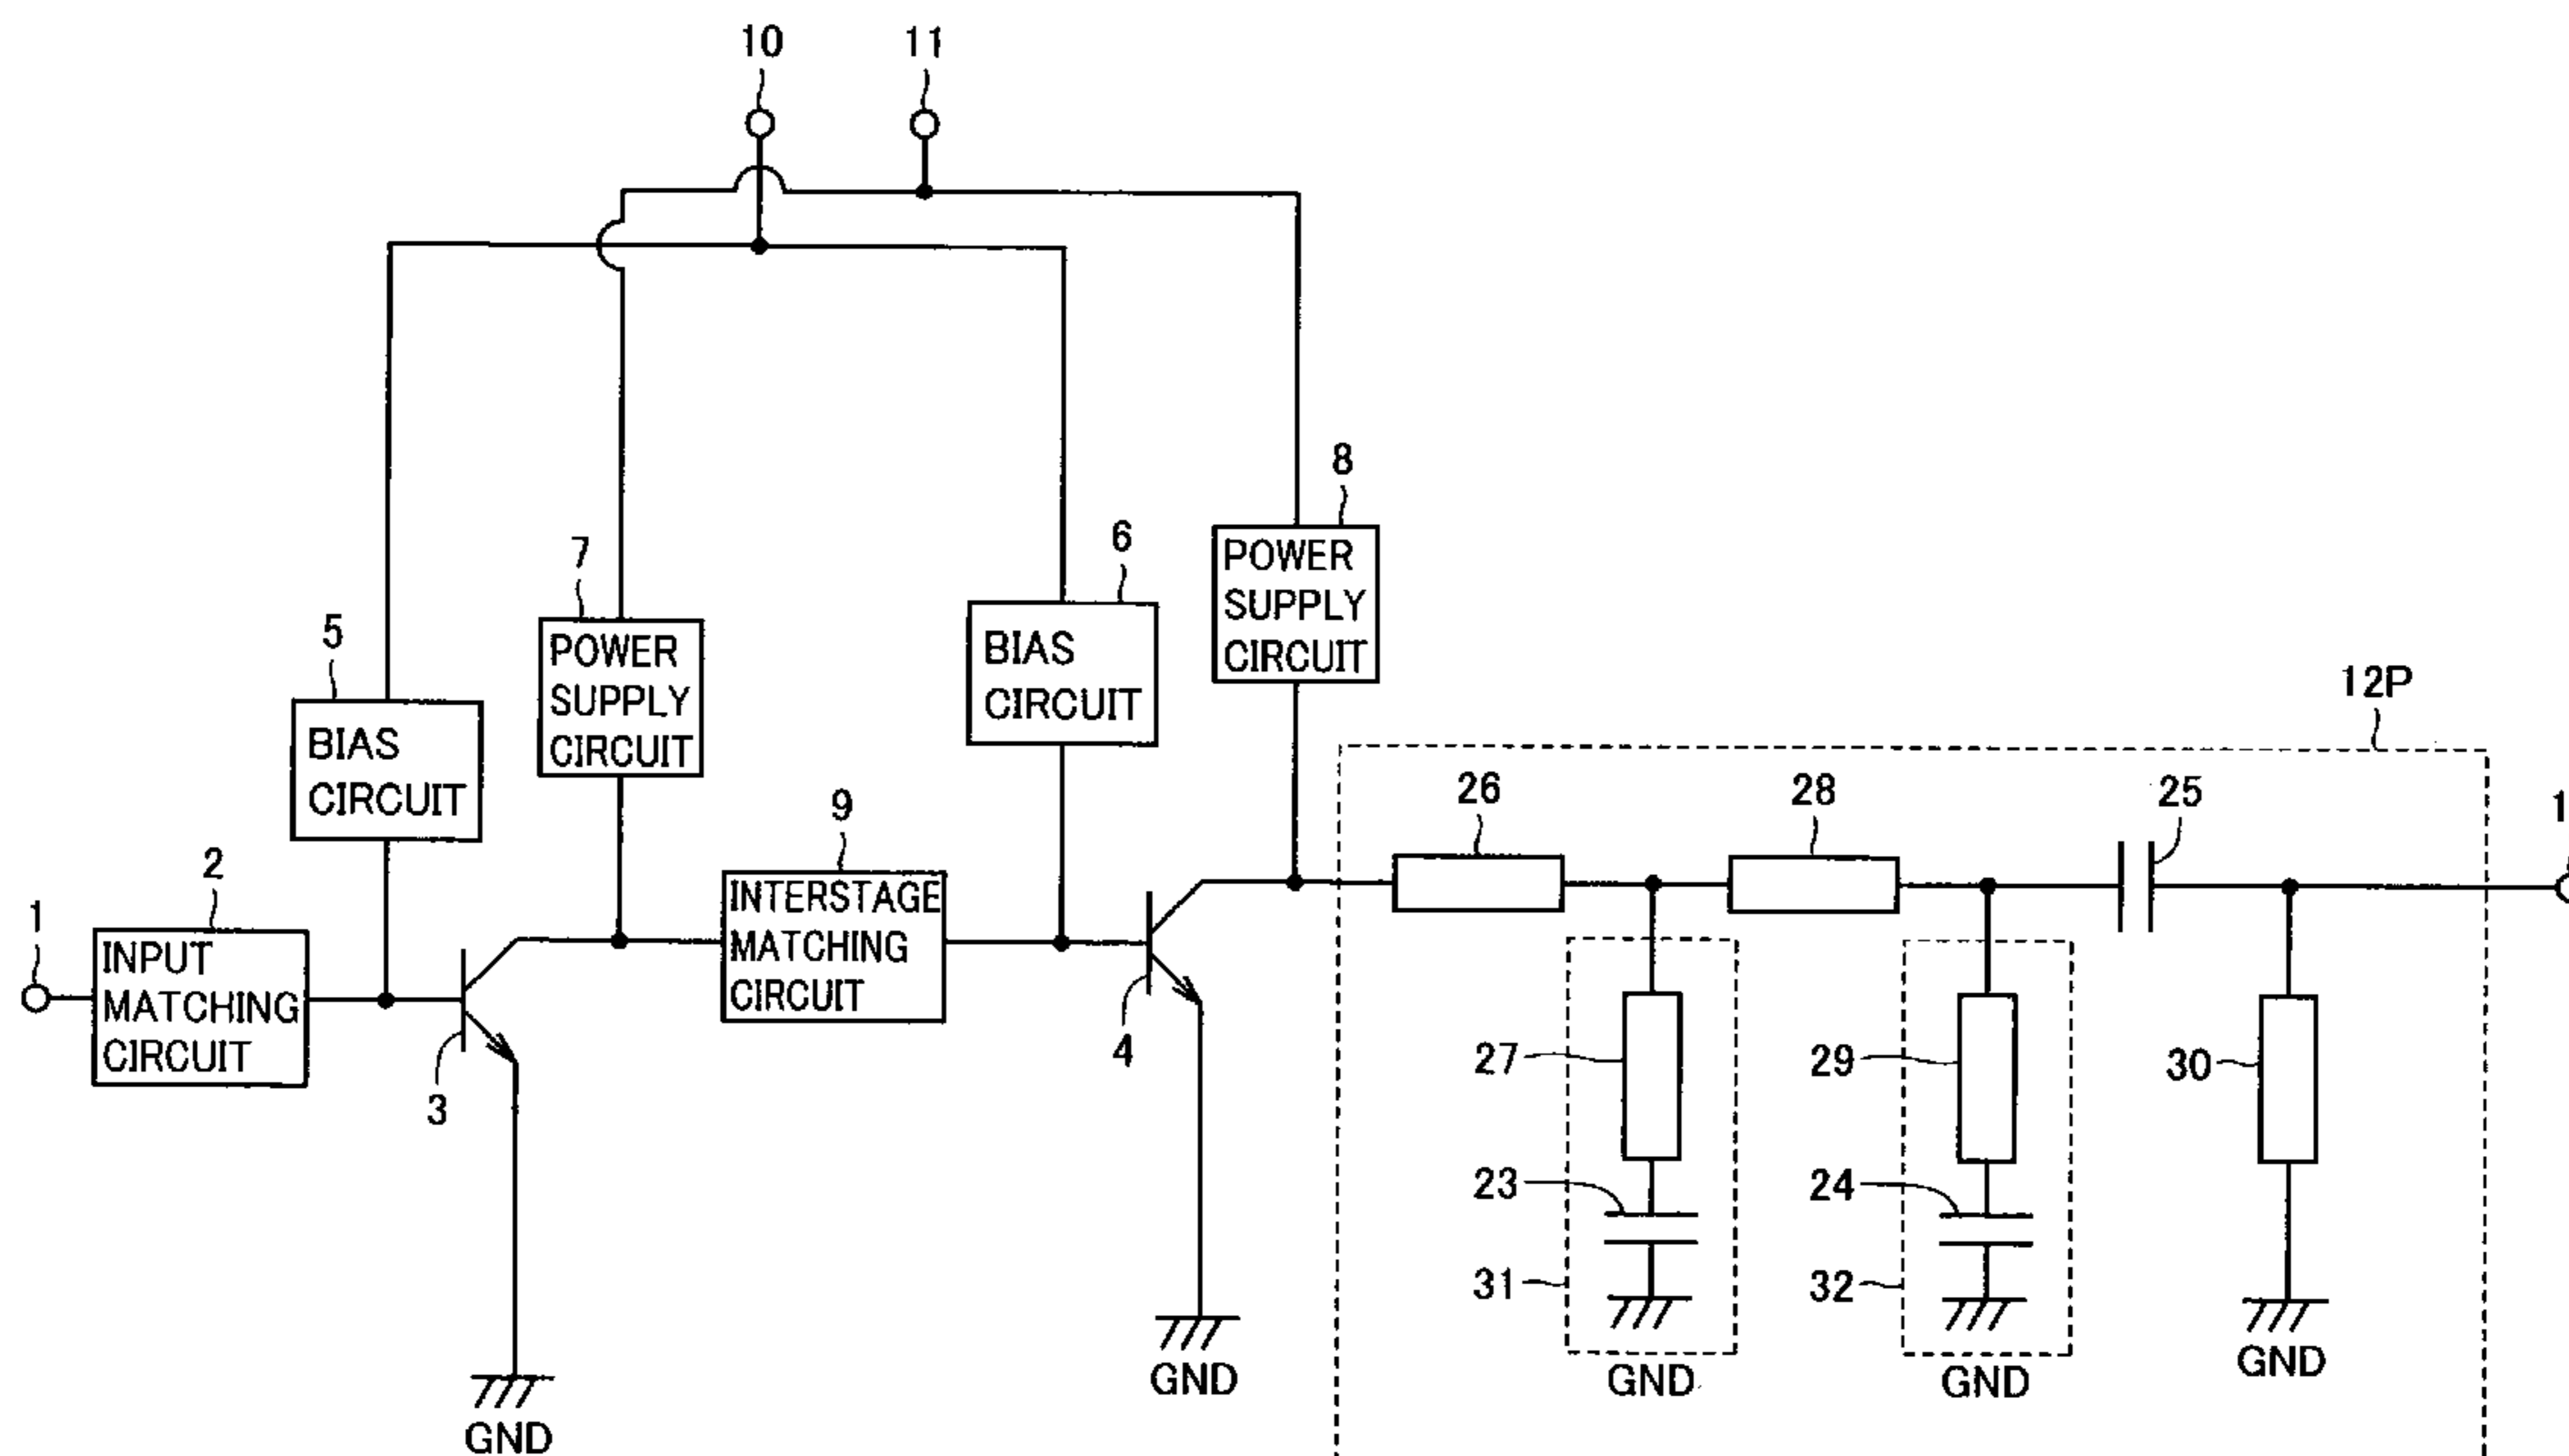 10
11
8
POWER
SUPPLY
CIRCUIT
6
BIAS
CIRCUIT
7
POWER
SUPPLY
CIRCUIT
5
BIAS
CIRCUIT
12P
26
28
25
9
INTERSTAGE
MATCHING
CIRCUIT
2
INPUT
MATCHING
CIRCUIT
1
3
4
27
29
30
23
24
31
32
GND
GND
GND
GND
GND